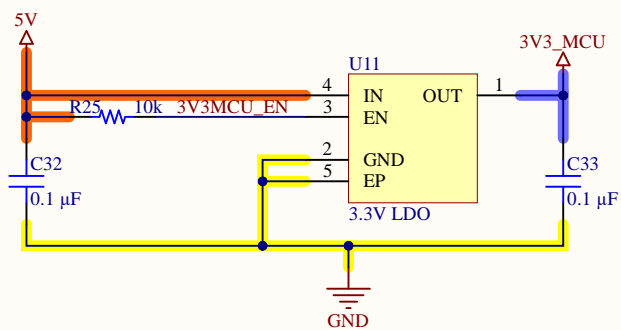 5V
3V3_MCU
U11
R25 10k 3V3MCU_EN
4 IN OUT 1
3 EN
2 GND
5 EP
C32
0.1 µF
3.3V LDO
C33
0.1 µF
GND